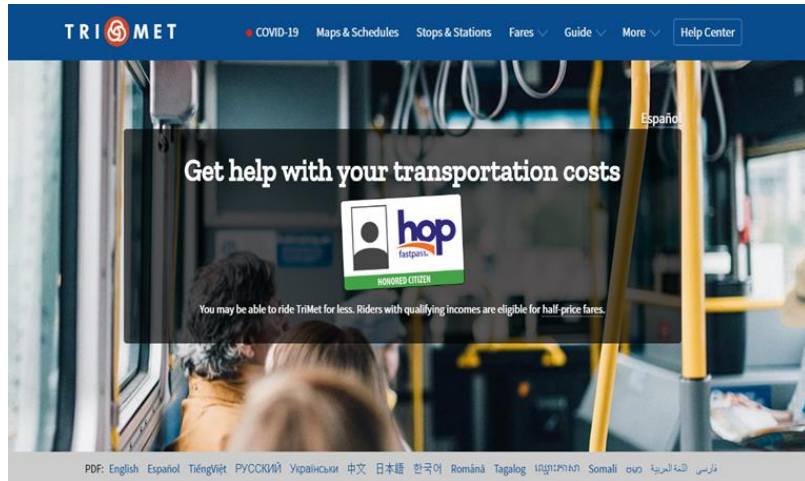 TRIMET COVID-19 Maps & Schedules Stops & Stations Fares Guide More Help Center
Español
Get help with your transportation costs
hop
fastpass.
HONORED CITIZEN
You may be able to ride TriMet for less. Riders with qualifying incomes are eligible for half-price fares.
PDF: English Español TiếngViệt РУССКИЙ Українськи 中文 日本語 한국어 Română Tagalog Somali اللغة العربية فارسی